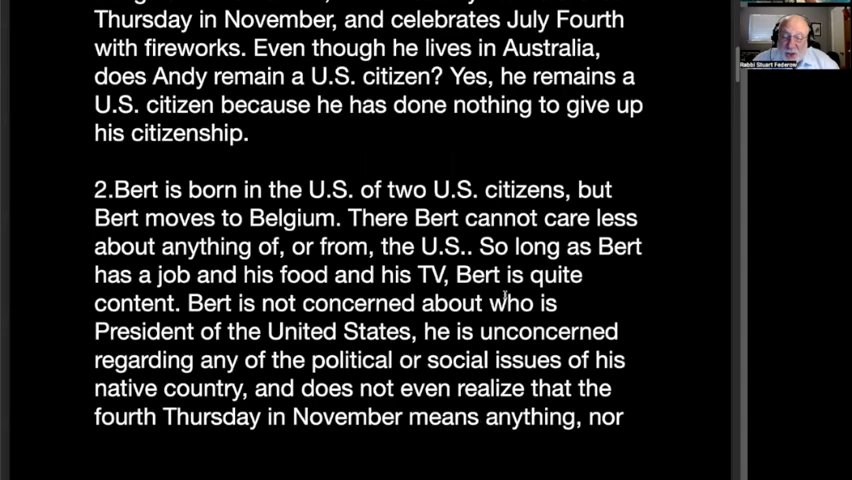 Thursday in November, and celebrates July Fourth
with fireworks. Even though he lives in Australia,
does Andy remain a U.S. citizen? Yes, he remains a
U.S. citizen because he has done nothing to give up
his citizenship.
2.Bert is born in the U.S. of two U.S. citizens, but
Bert moves to Belgium. There Bert cannot care less
about anything of, or from, the U.S.. So long as Bert
has a job and his food and his TV, Bert is quite
content. Bert is not concerned about who is
President of the United States, he is unconcerned
regarding any of the political or social issues of his
native country, and does not even realize that the
fourth Thursday in November means anything, nor
Rabbi Stuart Federow